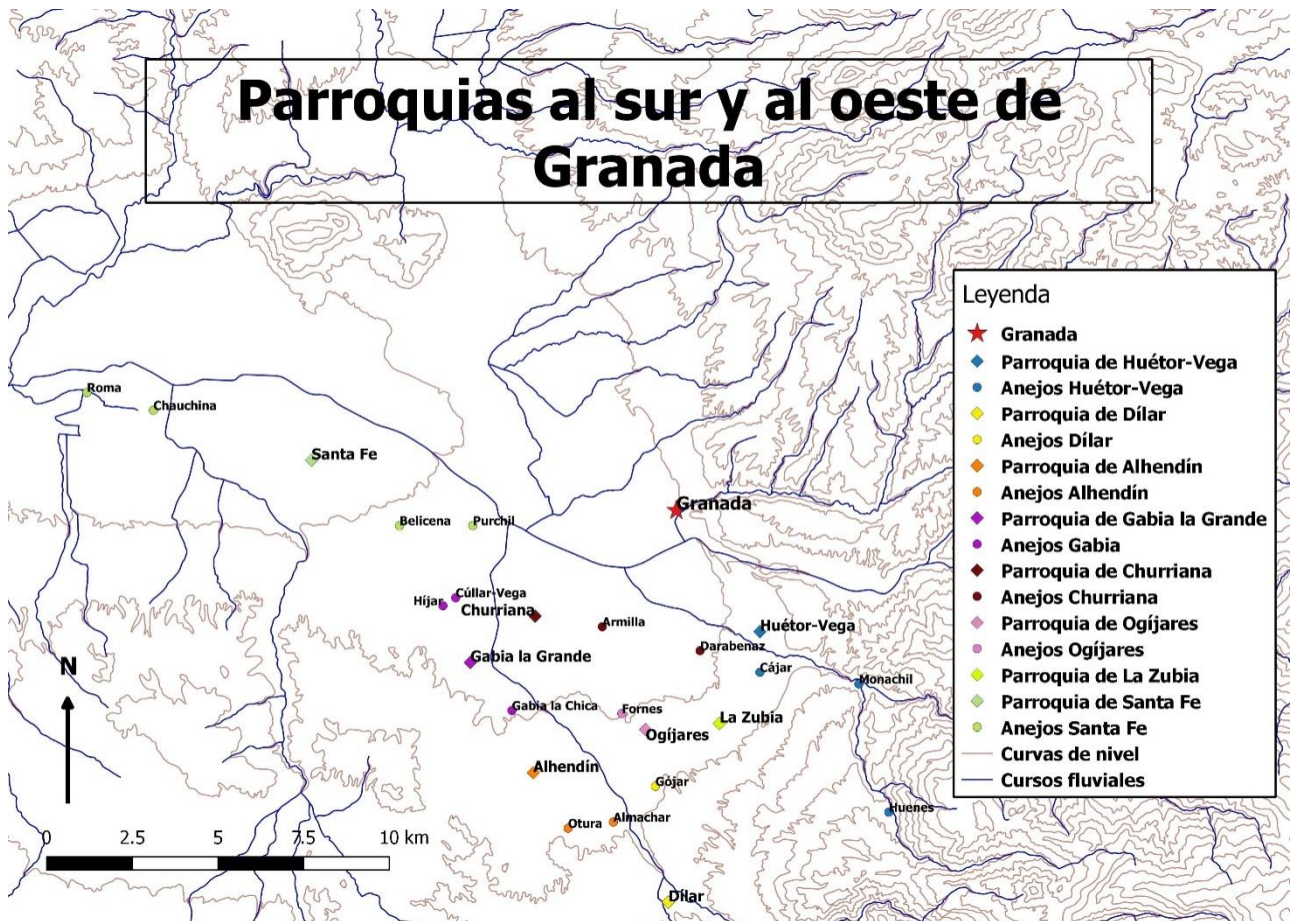 Parroquias al sur y al oeste de
Granada
Leyenda
Granada
Parroquia de Huétor-Vega
Anejos Huétor-Vega
Parroquia de Dílar
Anejos Dílar
Parroquia de Alhendín
Anejos Alhendín
Parroquia de Gabia la Grande
Anejos Gabia
Parroquia de Churriana
Anejos Churriana
Parroquia de Ogíjares
Anejos Ogíjares
Parroquia de La Zubia
Parroquia de Santa Fe
Anejos Santa Fe
Curvas de nivel
Cursos fluviales
Roma
Chauchina
Santa Fe
Granada
Belicena
Purchil
Cúllar-Vega
Híjar
Churriana
Armilla
Huétor-Vega
Darabenaz
Gabia la Grande
Cájar
Monachil
Gabia la Chica
Fornes
La Zubia
Ogíjares
Alhendín
Gójar
Otura
Almachar
Huenes
Dílar
N
0 2.5 5 7.5 10 km